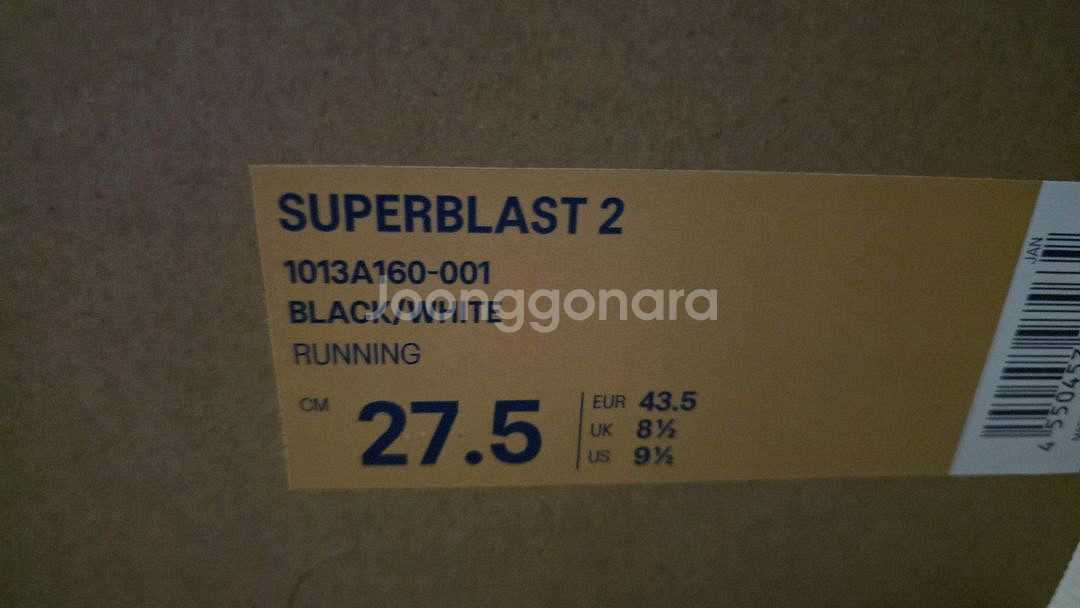 SUPERBLAST 2
1013A160-001
BLACK/WHITE
Joonggonara
RUNNING
CM 27.5
EUR 43.5
UK 8½
US 9½
JAN